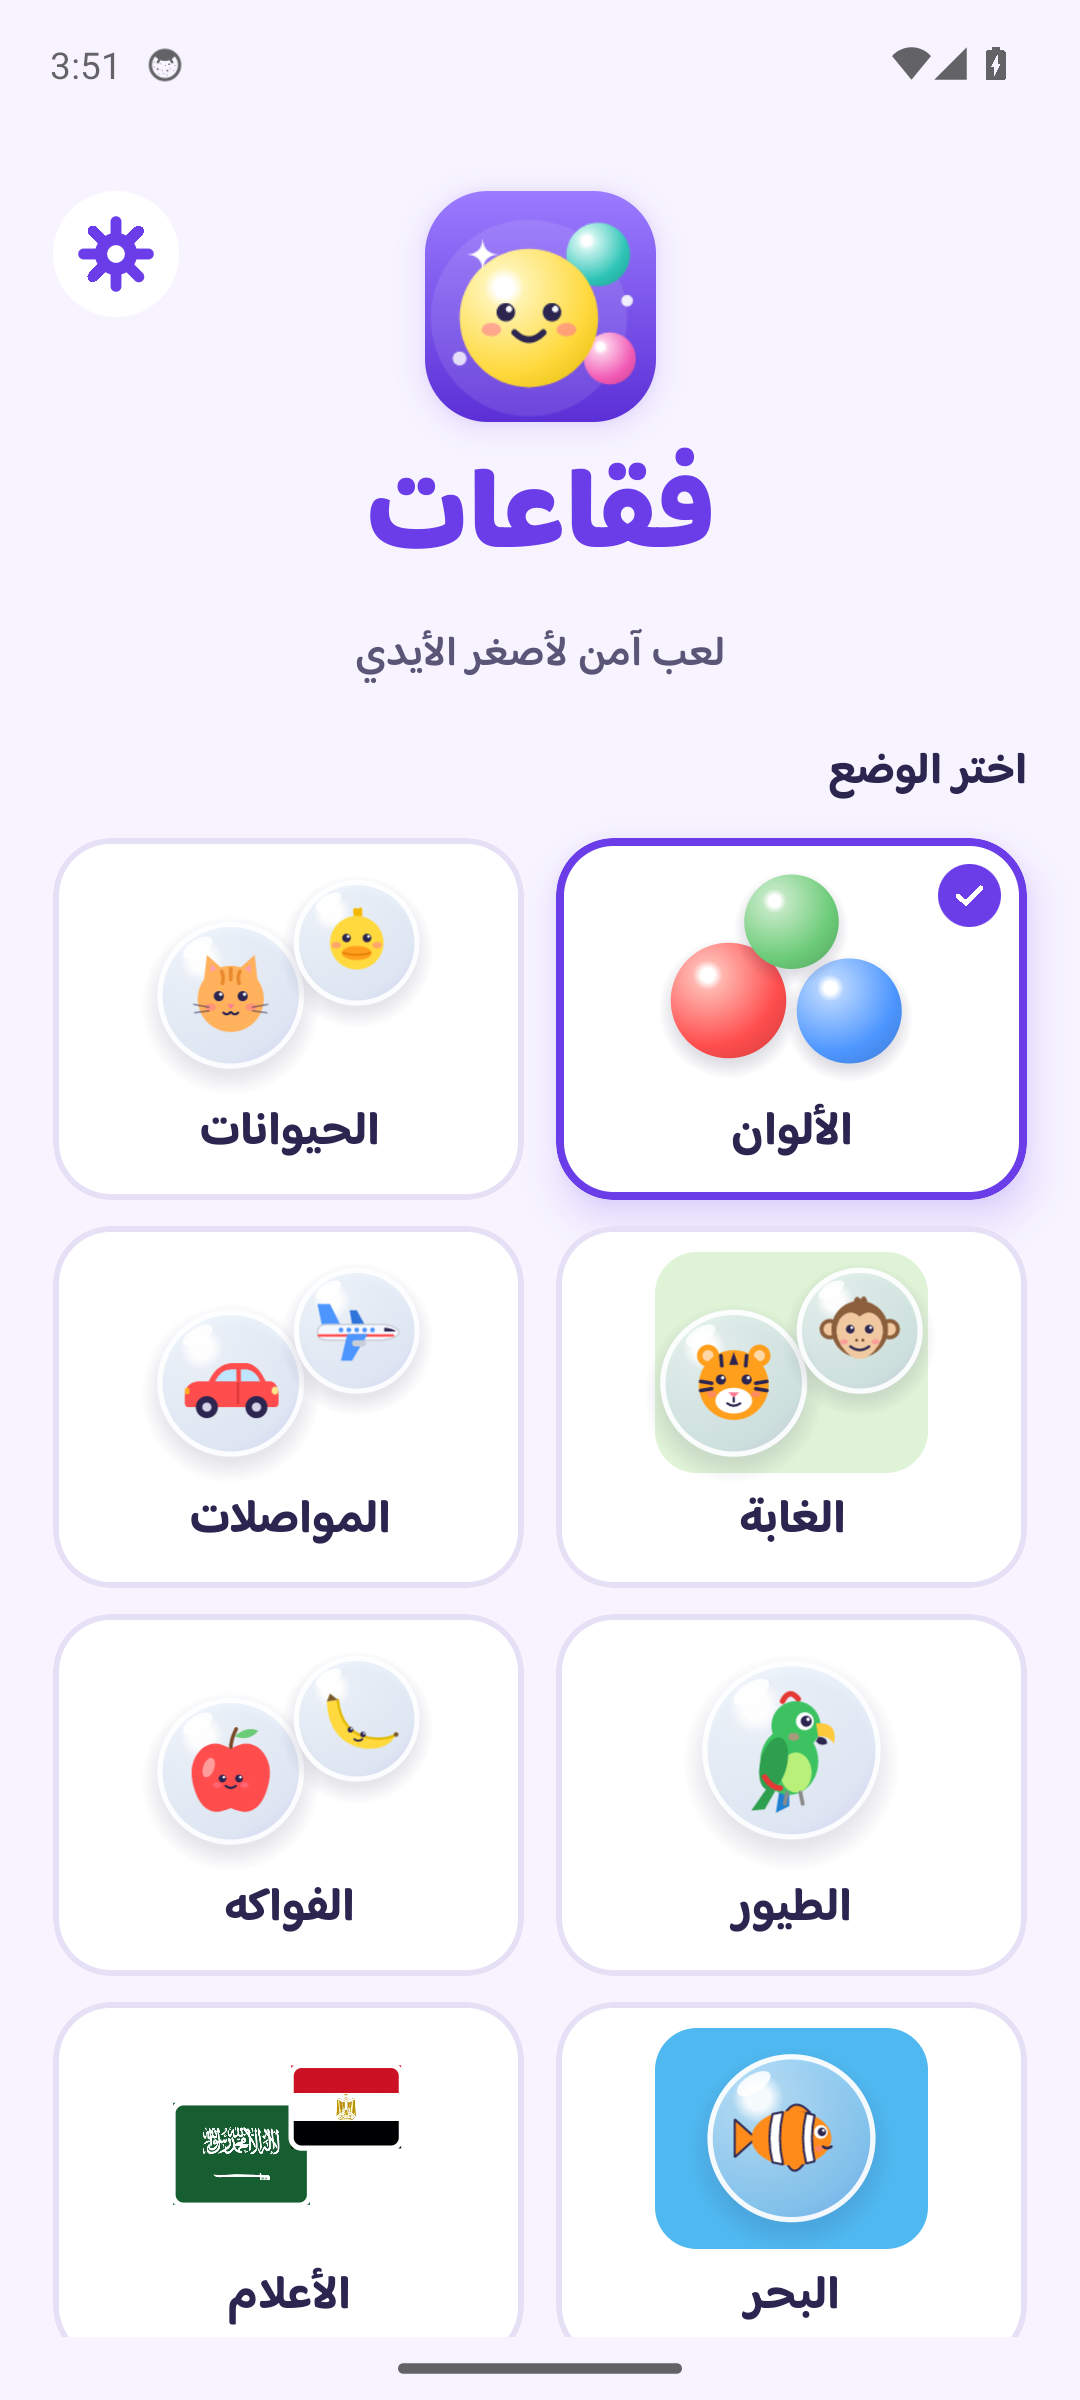 3:51
فقاعات
لعب آمن لأصغر الأيدي
اختر الوضع
الألوان
الحيوانات
الغابة
المواصلات
الطيور
الفواكه
البحر
الأعلام